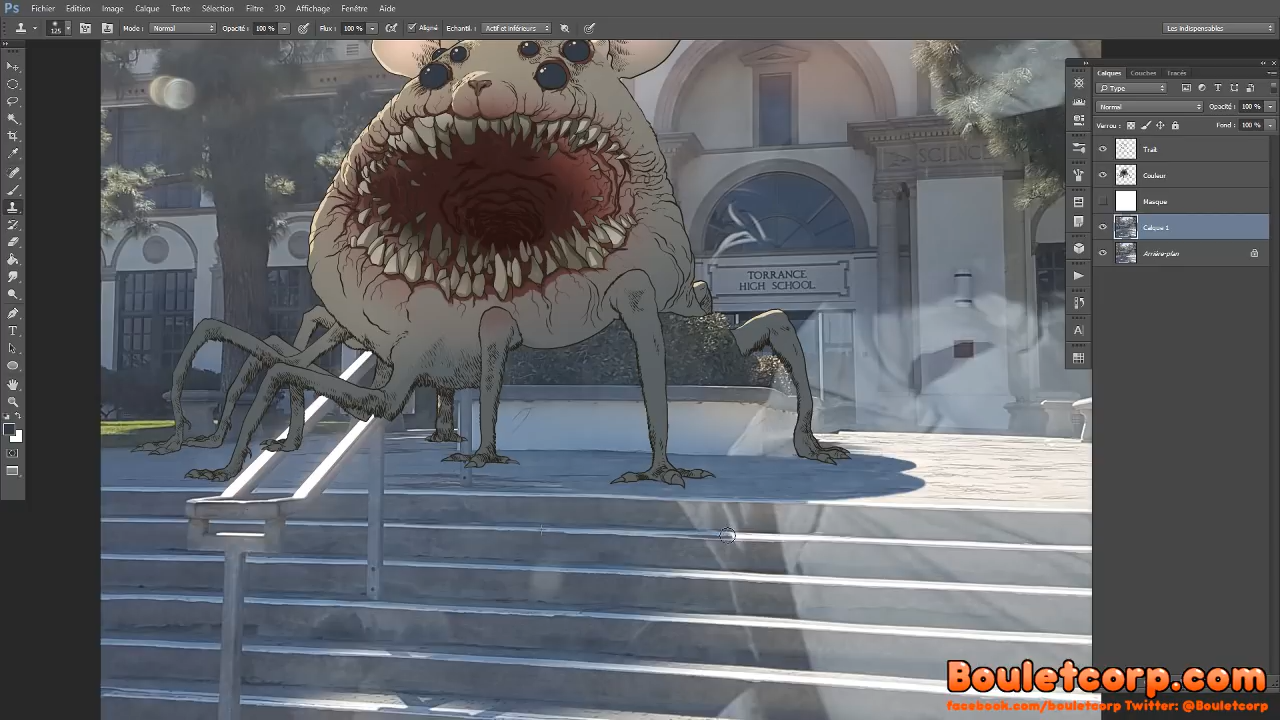 Ps Fichier Edition Image Calque Texte Sélection Filtre 3D Affichage Fenêtre Aide
125 Mode : Normal Opacité : 100 % Flux : 100 % Aligné Echantil. : Actif et inférieurs Les indispensables
Calques Couches Tracés
Type
Normal Opacité : 100 %
Verrou : Fond : 100 %
Trait
Couleur
Masque
Calque 1
Arrière-plan
SCIENCE
TORRANCE
HIGH SCHOOL
Bouletcorp.com
facebook.com/bouletcorp Twitter: @Bouletcorp